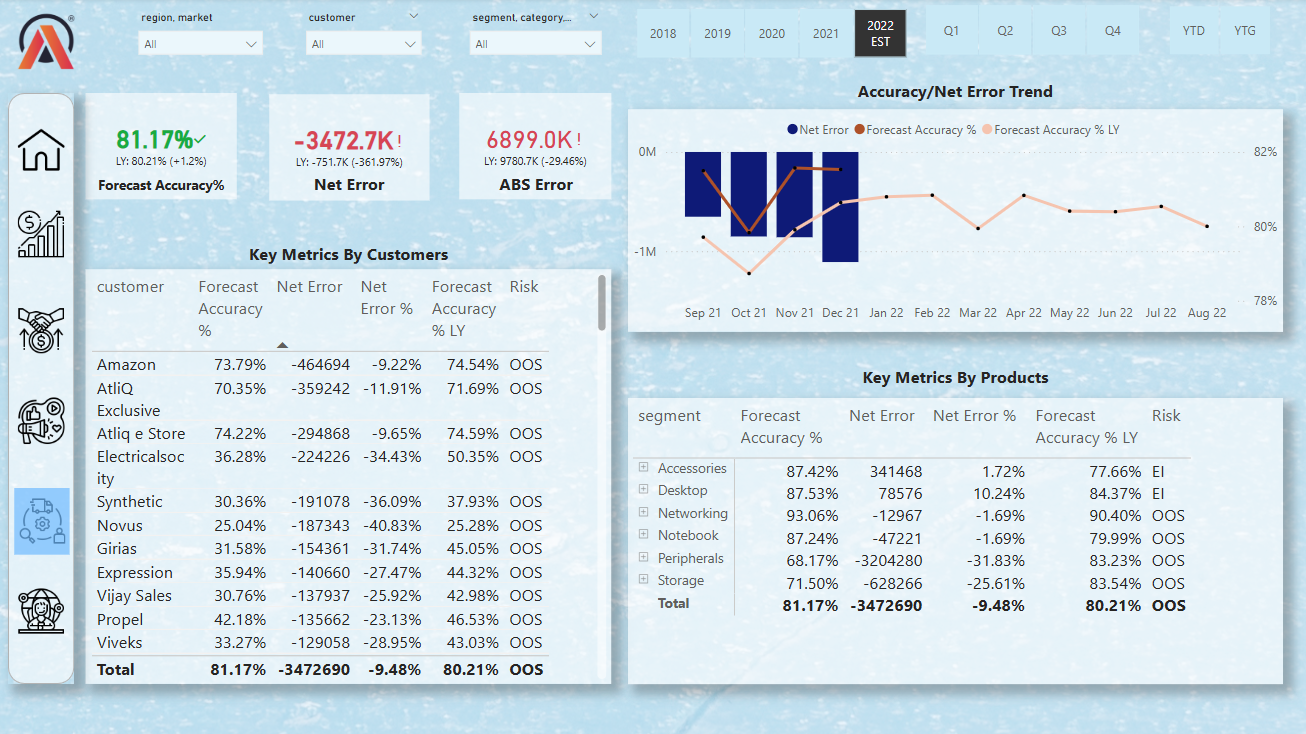 region, market
customer
segment, category,...
All
All
All
2018
2019
2020
2021
2022
EST
Q1
Q2
Q3
Q4
YTD
YTG
81.17%
LY: 80.21% (+1.2%)
Forecast Accuracy%
-3472.7K!
LY: -751.7K (-361.97%)
Net Error
6899.0K!
LY: 9780.7K (-29.46%)
ABS Error
Accuracy/Net Error Trend
Net Error Forecast Accuracy % Forecast Accuracy % LY
0M
-1M
82%
80%
78%
Sep 21 Oct 21 Nov 21 Dec 21 Jan 22 Feb 22 Mar 22 Apr 22 May 22 Jun 22 Jul 22 Aug 22
Key Metrics By Customers
customer Forecast Net Error Net Forecast Risk
Accuracy Error % Accuracy
% % LY
Amazon 73.79% -464694 -9.22% 74.54% OOS
AtliQ 70.35% -359242 -11.91% 71.69% OOS
Exclusive
Atliq e Store 74.22% -294868 -9.65% 74.59% OOS
Electricalsoc 36.28% -224226 -34.43% 50.35% OOS
ity
Synthetic 30.36% -191078 -36.09% 37.93% OOS
Novus 25.04% -187343 -40.83% 25.28% OOS
Girias 31.58% -154361 -31.74% 45.05% OOS
Expression 35.94% -140660 -27.47% 44.32% OOS
Vijay Sales 30.76% -137937 -25.92% 42.98% OOS
Propel 42.18% -135662 -23.13% 46.53% OOS
Viveks 33.27% -129058 -28.95% 43.03% OOS
Total 81.17% -3472690 -9.48% 80.21% OOS
Key Metrics By Products
segment Forecast Net Error Net Error % Forecast Risk
Accuracy % Accuracy % LY
Accessories 87.42% 341468 1.72% 77.66% EI
Desktop 87.53% 78576 10.24% 84.37% EI
Networking 93.06% -12967 -1.69% 90.40% OOS
Notebook 87.24% -47221 -1.69% 79.99% OOS
Peripherals 68.17% -3204280 -31.83% 83.23% OOS
Storage 71.50% -628266 -25.61% 83.54% OOS
Total 81.17% -3472690 -9.48% 80.21% OOS